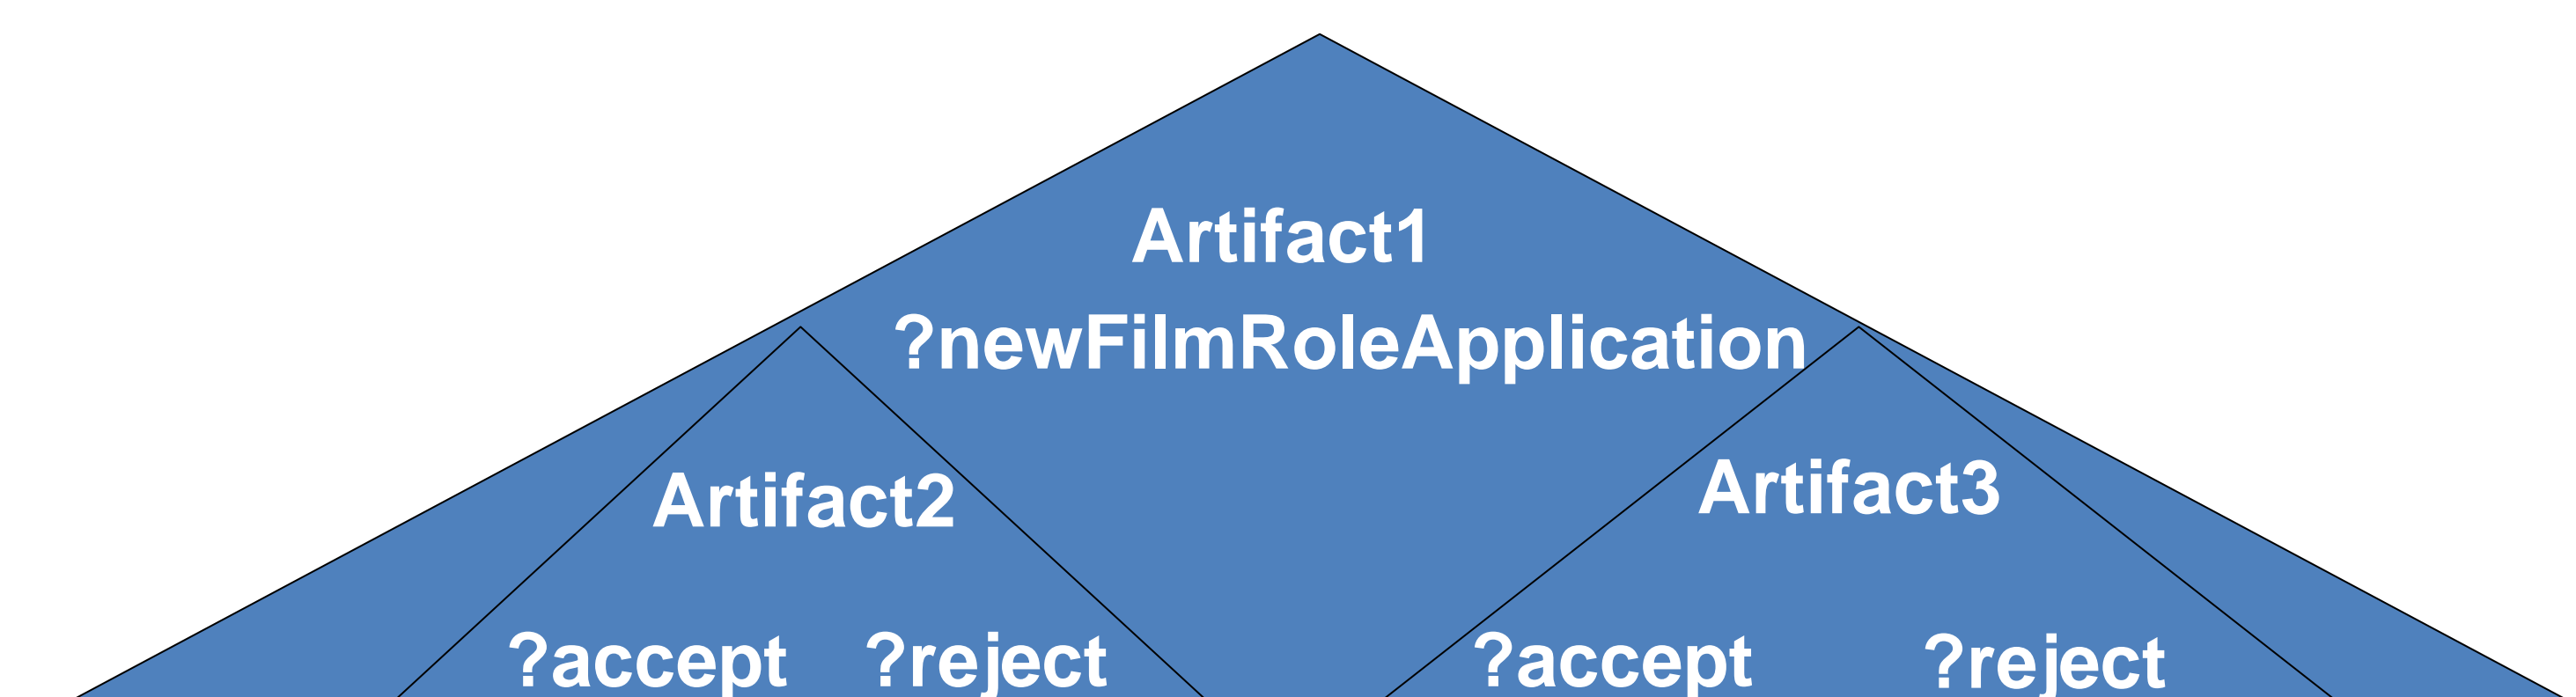 Artifact1
?newFilmRoleApplication
Artifact2
Artifact3
?accept ?reject
?accept ?reject